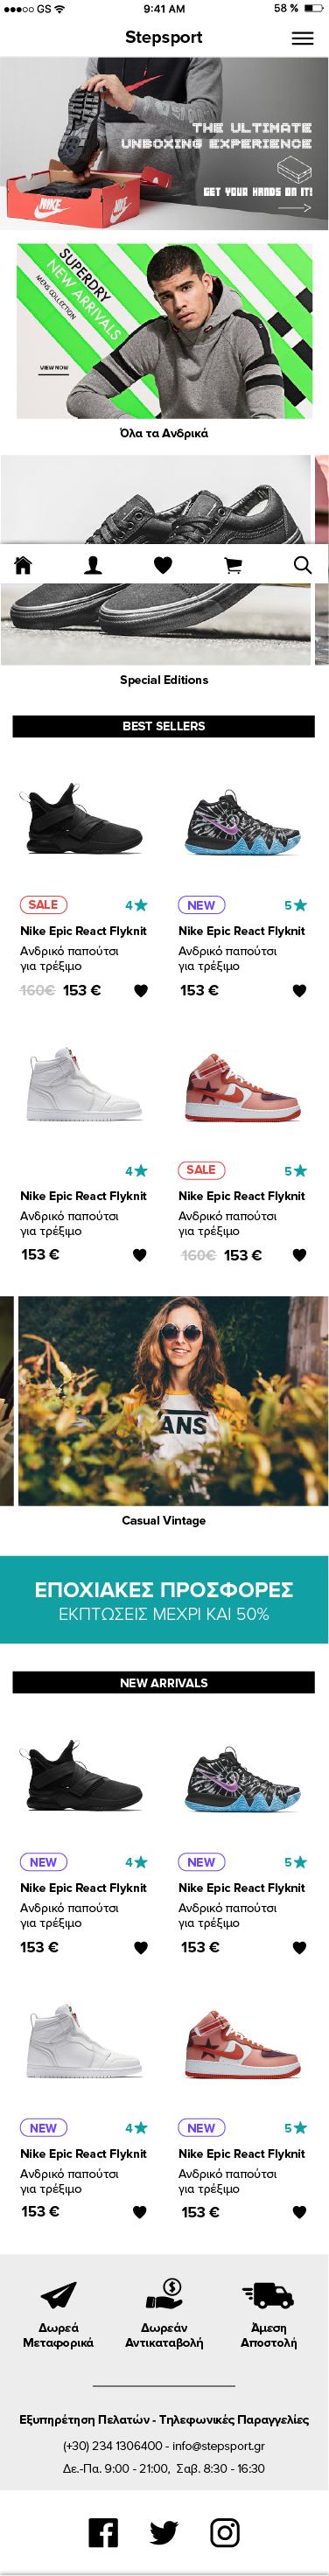 GS
9:41 AM
58 %
Stepsport
THE ULTIMATE
UNBOXING EXPERIENCE
GET YOUR HANDS ON IT!
NIKE
SUPERDRY
NEW ARRIVALS
MENS COLLECTION
VIEW NOW
Όλα τα Ανδρικά
Special Editions
BEST SELLERS
SALE 4
NEW 5
Nike Epic React Flyknit
Nike Epic React Flyknit
Ανδρικό παπούτσι
για τρέξιμο
Ανδρικό παπούτσι
για τρέξιμο
160€ 153 €
153 €
4
SALE 5
Nike Epic React Flyknit
Nike Epic React Flyknit
Ανδρικό παπούτσι
για τρέξιμο
Ανδρικό παπούτσι
για τρέξιμο
153 €
160€ 153 €
ANS
Casual Vintage
ΕΠΟΧΙΑΚΕΣ ΠΡΟΣΦΟΡΕΣ
ΕΚΠΤΩΣΕΙΣ ΜΕΧΡΙ ΚΑΙ 50%
NEW ARRIVALS
NEW 4
NEW 5
Nike Epic React Flyknit
Nike Epic React Flyknit
Ανδρικό παπούτσι
για τρέξιμο
Ανδρικό παπούτσι
για τρέξιμο
153 €
153 €
NEW 4
NEW 5
Nike Epic React Flyknit
Nike Epic React Flyknit
Ανδρικό παπούτσι
για τρέξιμο
Ανδρικό παπούτσι
για τρέξιμο
153 €
153 €
Δωρεά
Μεταφορικά
Δωρεάν
Αντικαταβολή
Άμεση
Αποστολή
Εξυπηρέτηση Πελατών - Τηλεφωνικές Παραγγελίες
(+30) 234 1306400 - info@stepsport.gr
Δε.-Πα. 9:00 - 21:00, Σαβ. 8:30 - 16:30